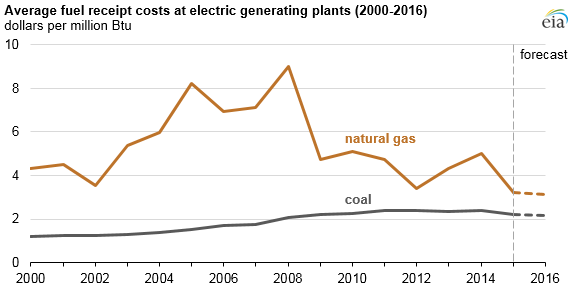 Average fuel receipt costs at electric generating plants (2000-2016)
dollars per million Btu
eia
10
forecast
8
6
natural gas
4
coal
2
0
2000 2002 2004 2006 2008 2010 2012 2014 2016